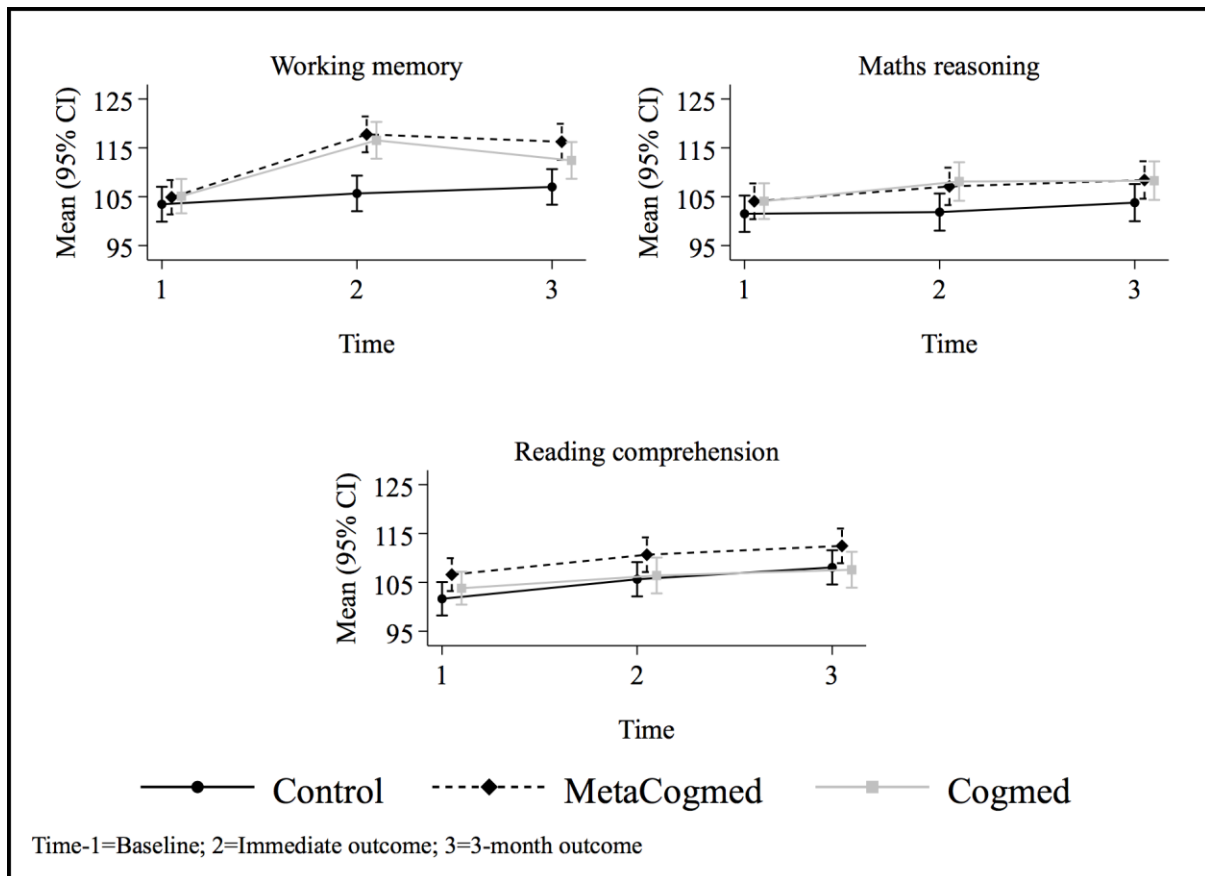 Working memory
Mean (95% CI)
125
115
105
95
1 2 3
Time
Maths reasoning
Mean (95% CI)
125
115
105
95
1 2 3
Time
Reading comprehension
Mean (95% CI)
125
115
105
95
1 2 3
Time
Control MetaCogmed Cogmed
Time-1=Baseline; 2=Immediate outcome; 3=3-month outcome